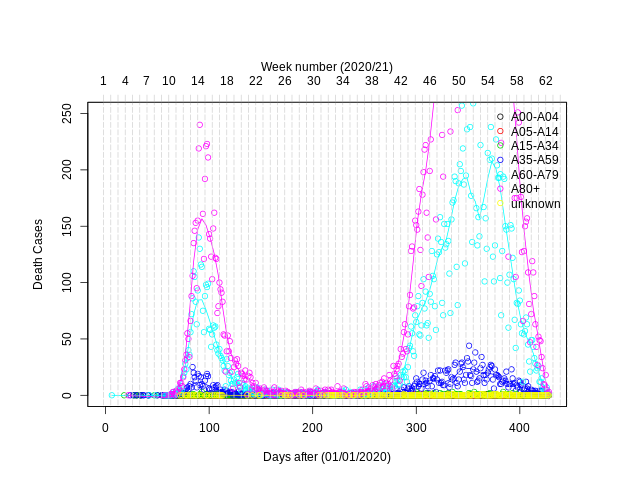 Week number (2020/21)
1 4 7 10 14 18 22 26 30 34 38 42 46 50 54 58 62
250
200
150
100
50
0
Death Cases
A00-A04
A05-A14
A15-A34
A35-A59
A60-A79
A80+
unknown
0 100 200 300 400
Days after (01/01/2020)